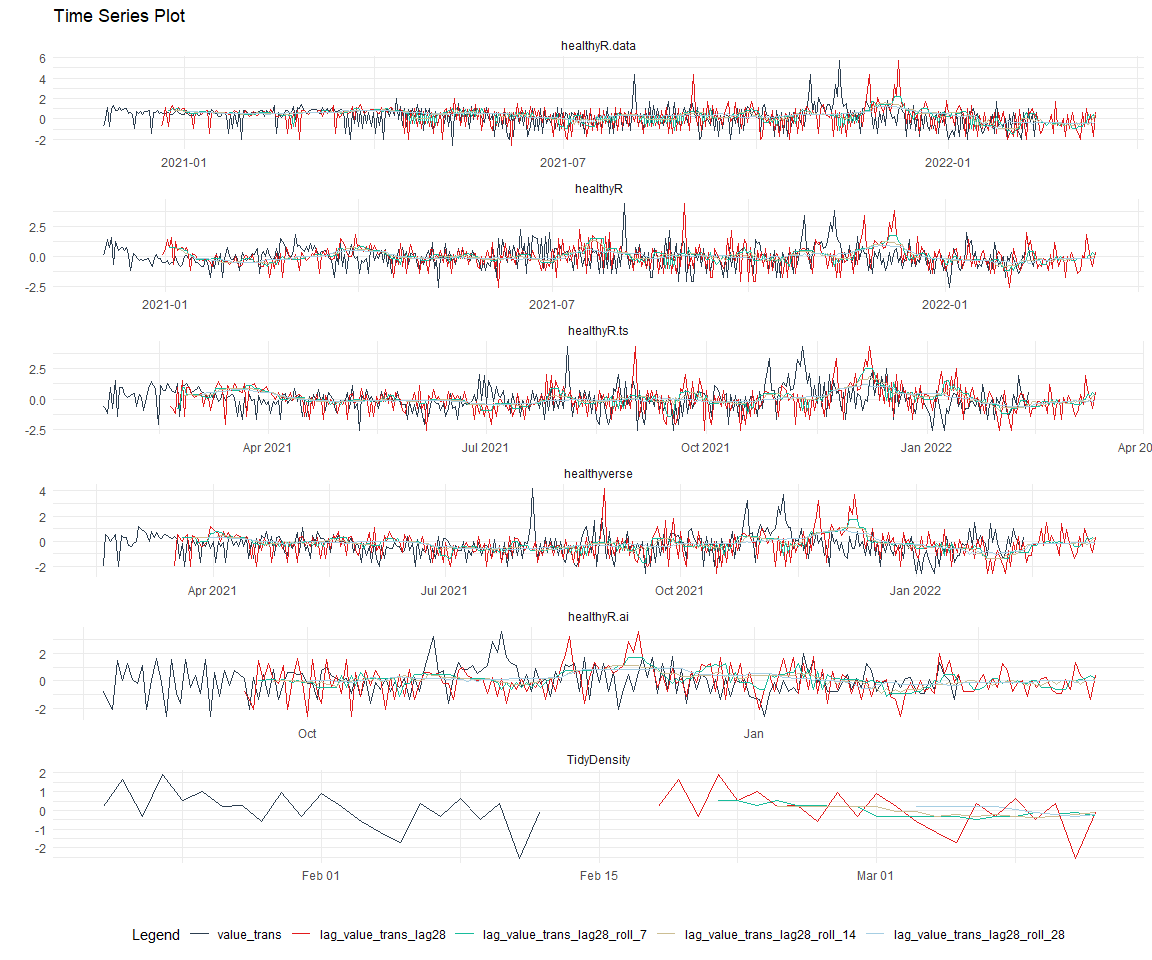 Time Series Plot
healthyR.data
6
4
2
0
-2
2021-01 2021-07 2022-01
healthyR
2.5
0.0
-2.5
2021-01 2021-07 2022-01
healthyR.ts
2.5
0.0
-2.5
Apr 2021 Jul 2021 Oct 2021 Jan 2022 Apr 20
healthyverse
4
2
0
-2
Apr 2021 Jul 2021 Oct 2021 Jan 2022
healthyR.ai
2
0
-2
Oct Jan
TidyDensity
2
1
0
-1
-2
Feb 01 Feb 15 Mar 01
Legend value_trans lag_value_trans_lag28 lag_value_trans_lag28_roll_7 lag_value_trans_lag28_roll_14 lag_value_trans_lag28_roll_28